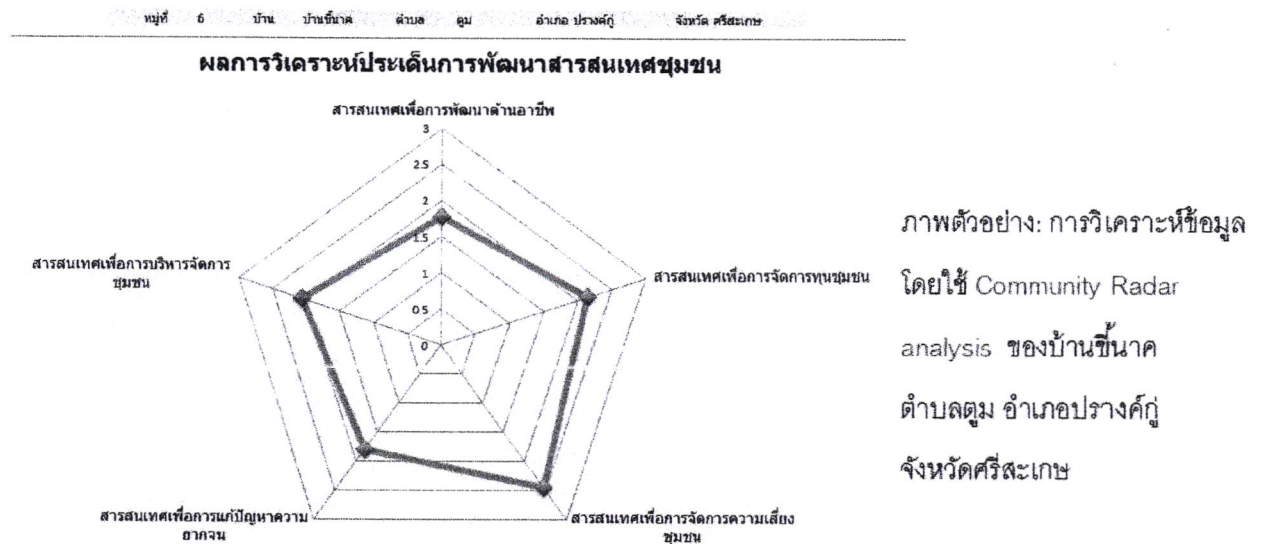 หมู่ที่ 6 บ้าน บ้านขี้นาค ตำบล ตูม อำเภอ ปรางค์กู่ จังหวัด ศรีสะเกษ
ผลการวิเคราะห์ประเด็นการพัฒนาสารสนเทศชุมชน
สารสนเทศเพื่อการพัฒนาด้านอาชีพ
3
2.5
2
1.5
1
0.5
0
สารสนเทศเพื่อการบริหารจัดการ
ชุมชน
สารสนเทศเพื่อการจัดการทุนชุมชน
สารสนเทศเพื่อการแก้ปัญหาความ
ยากจน
สารสนเทศเพื่อการจัดการความเสี่ยง
ชุมชน
ภาพตัวอย่าง: การวิเคราะห์ข้อมูล
โดยใช้ Community Radar
analysis ของบ้านขี้นาค
ตำบลตูม อำเภอปรางค์กู่
จังหวัดศรีสะเกษ